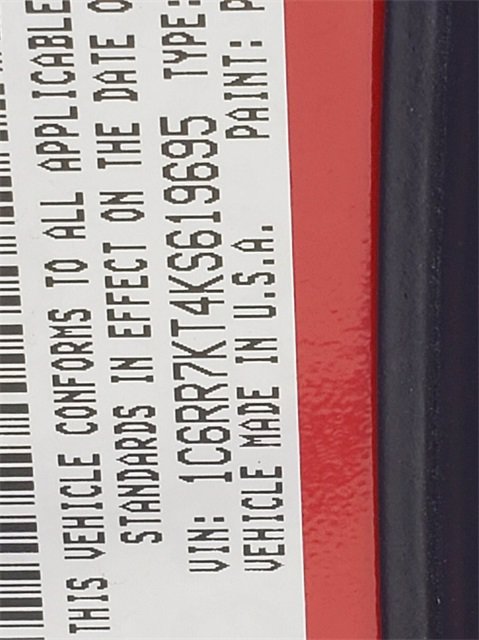 THIS VEHICLE CONFORMS TO ALL APPLICABLE
STANDARDS IN EFFECT ON THE DATE O
VIN: 1C6RR7KT4KS619695 TYPE:
VEHICLE MADE IN U.S.A. PAINT: P